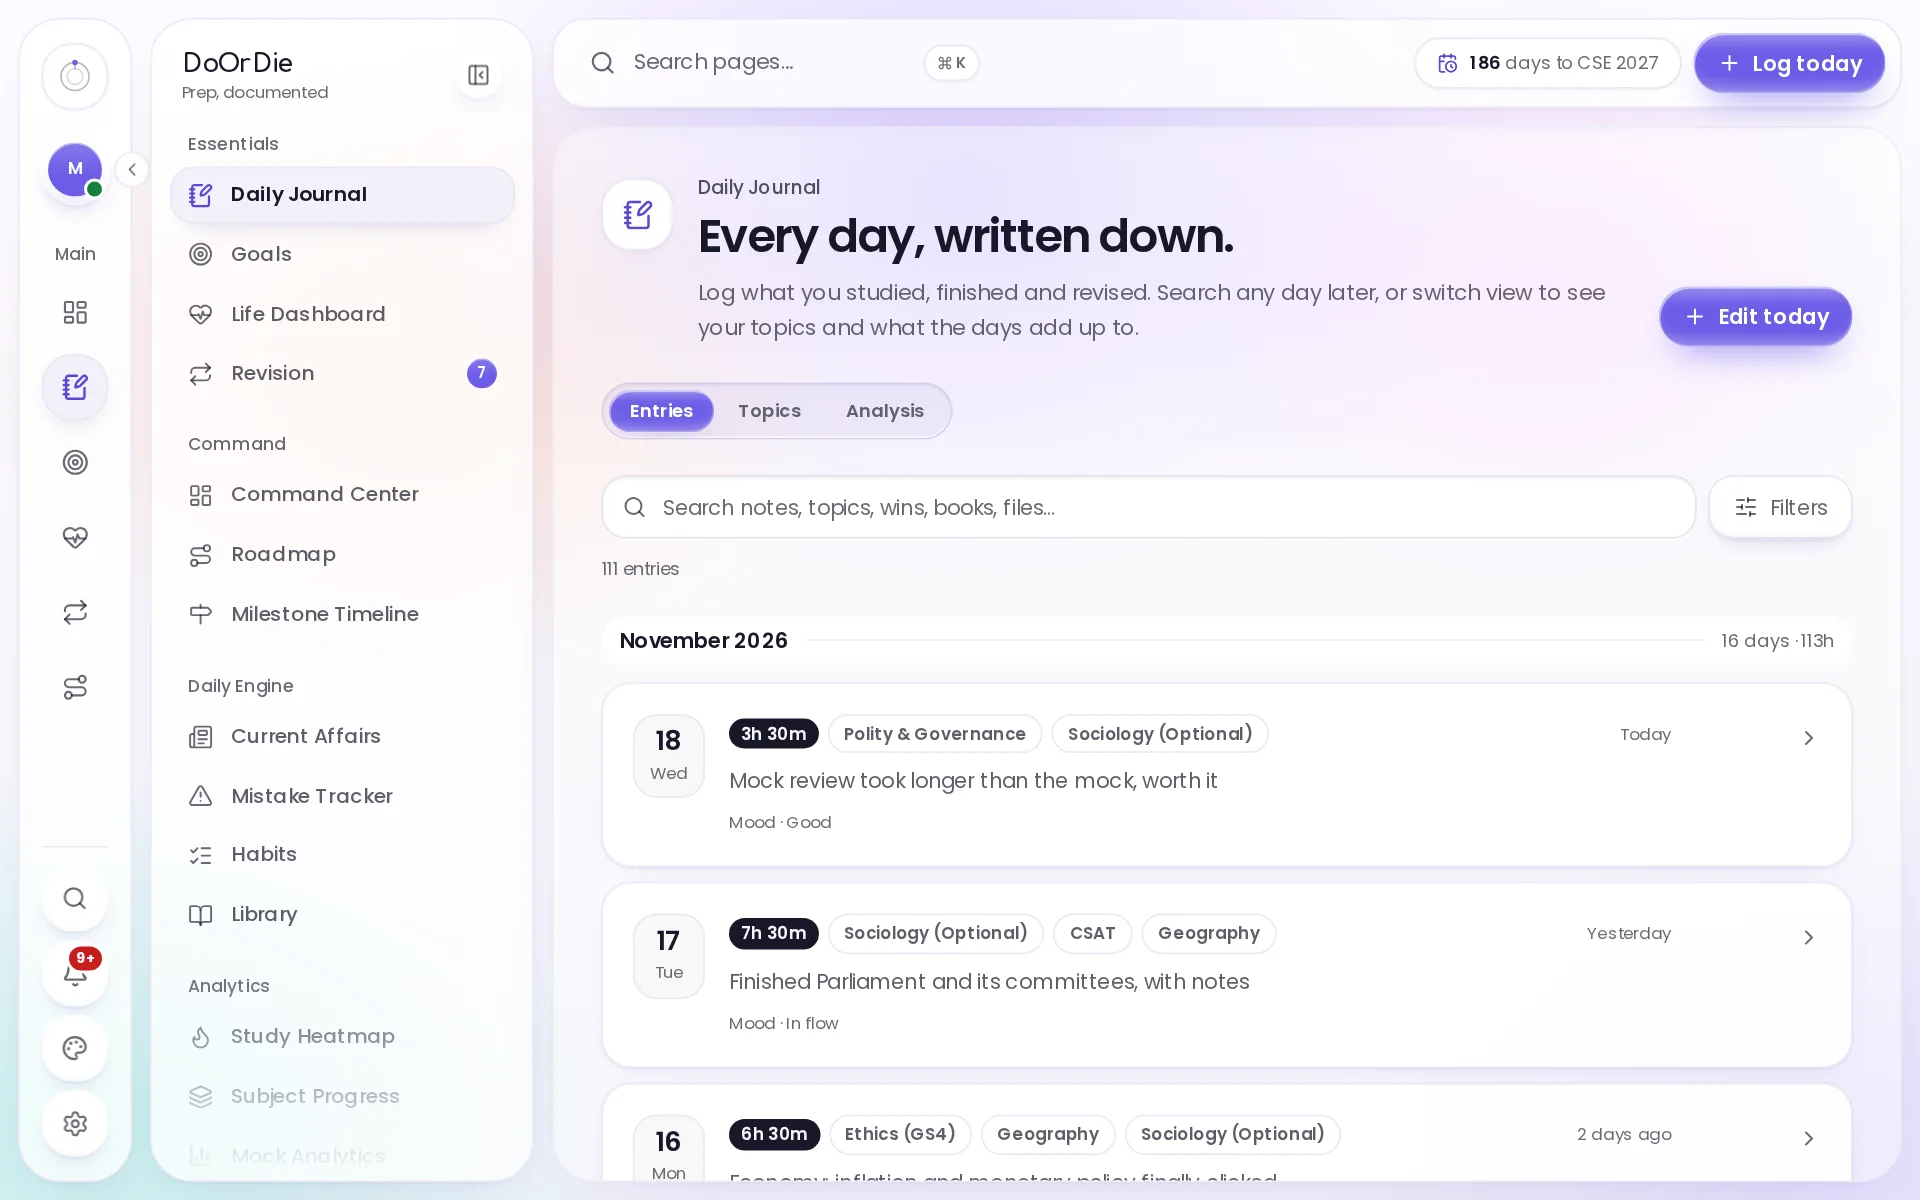 DoOrDie
Prep, documented
M
Main
9+
Essentials
Daily Journal
Goals
Life Dashboard
Revision
7
Command
Command Center
Roadmap
Milestone Timeline
Daily Engine
Current Affairs
Mistake Tracker
Habits
Library
Analytics
Study Heatmap
Subject Progress
Mock Analytics
Search pages...
⌘ K
186 days to CSE 2027
Log today
Daily Journal
Every day, written down.
Log what you studied, finished and revised. Search any day later, or switch view to see
your topics and what the days add up to.
Edit today
Entries
Topics
Analysis
Search notes, topics, wins, books, files...
Filters
111 entries
November 2026
16 days · 113h
18
Wed
3h 30m
Polity & Governance
Sociology (Optional)
Today
Mock review took longer than the mock, worth it
Mood · Good
17
Tue
7h 30m
Sociology (Optional)
CSAT
Geography
Yesterday
Finished Parliament and its committees, with notes
Mood · In flow
16
Mon
6h 30m
Ethics (GS4)
Geography
Sociology (Optional)
2 days ago
Economy: inflation and monetary policy finally clicked